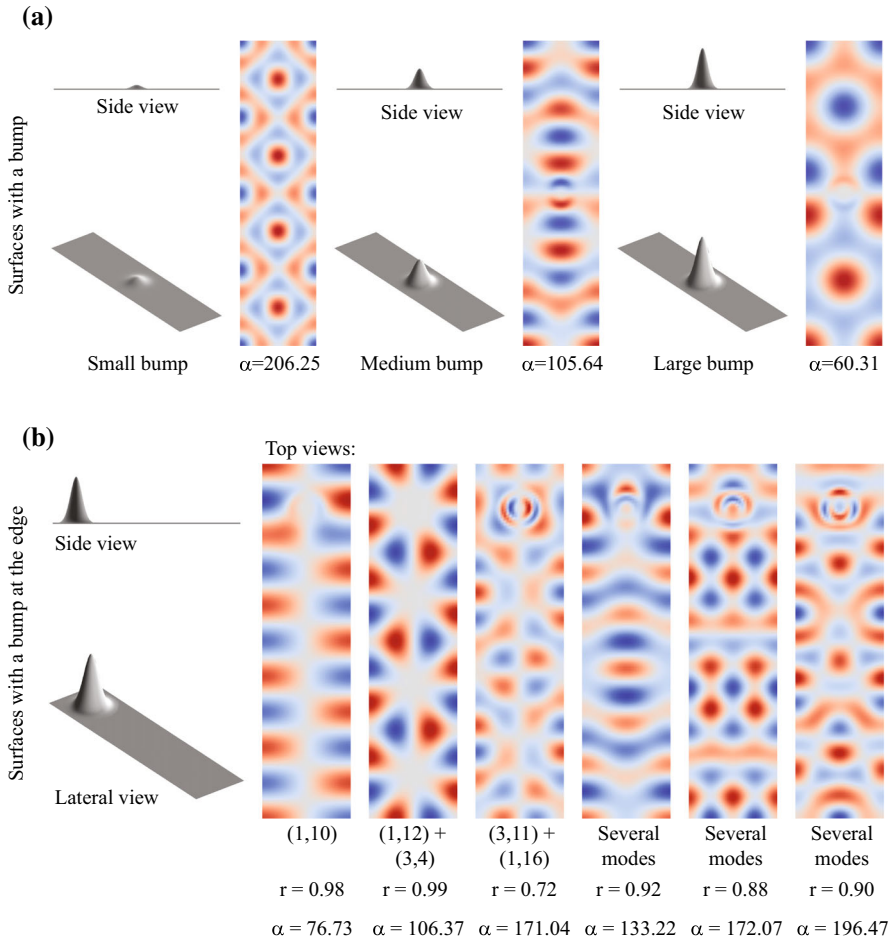 (a)
Surfaces with a bump
Side view
Side view
Side view
Small bump
α=206.25
Medium bump
α=105.64
Large bump
α=60.31
(b)
Surfaces with a bump at the edge
Side view
Lateral view
Top views:
(1,10)
(1,12) +
(3,4)
(3,11) +
(1,16)
Several
modes
Several
modes
Several
modes
r = 0.98
r = 0.99
r = 0.72
r = 0.92
r = 0.88
r = 0.90
α = 76.73
α = 106.37
α = 171.04
α = 133.22
α = 172.07
α = 196.47